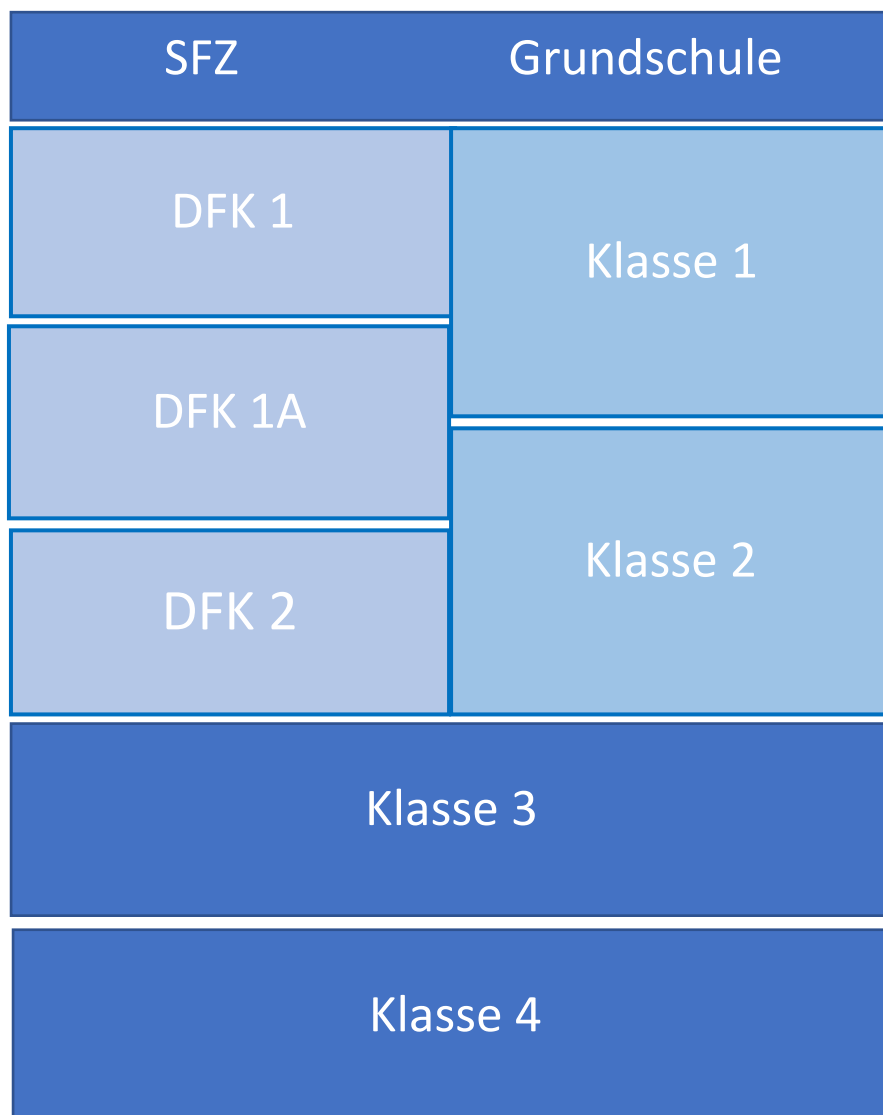 SFZ Grundschule
DFK 1
Klasse 1
DFK 1A
Klasse 2
DFK 2
Klasse 3
Klasse 4